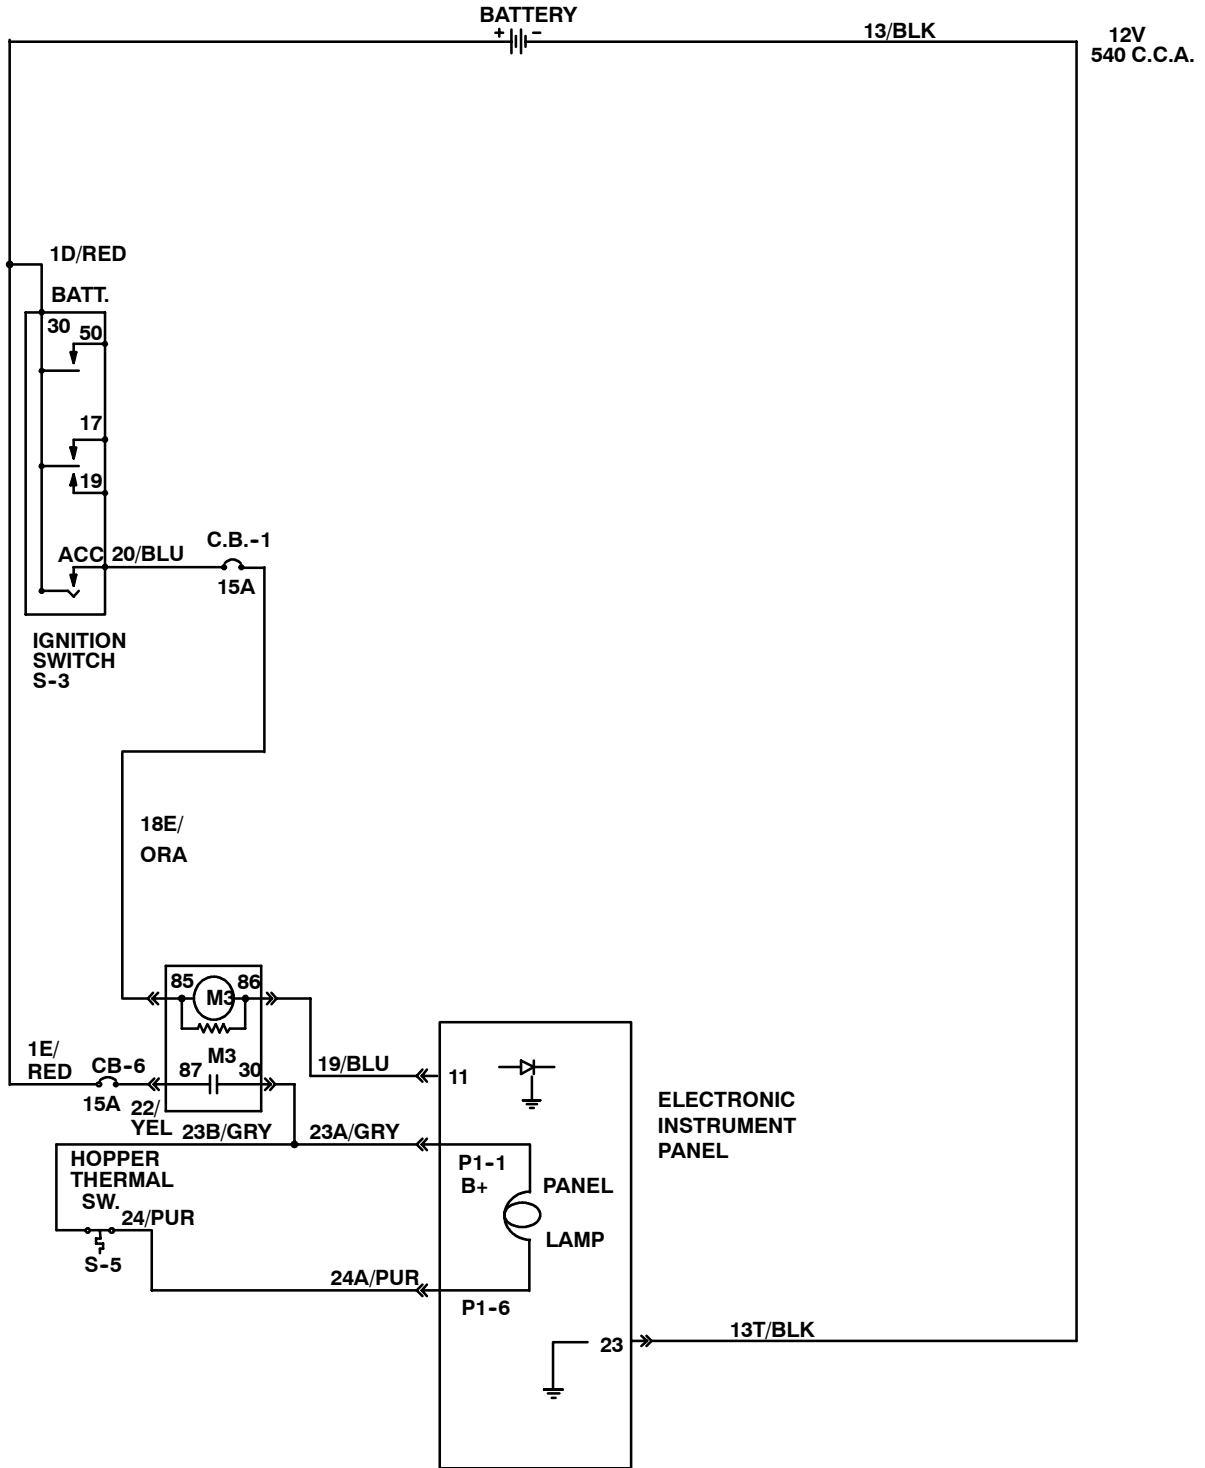 BATTERY
+ -
13/BLK
12V
540 C.C.A.
1D/RED
BATT.
30
50
17
19
ACC
20/BLU
C.B.-1
15A
IGNITION
SWITCH
S-3
18E/
ORA
85
86
M3
1E/
RED
CB-6
15A
87
M3
30
22/
YEL
19/BLU
11
23B/GRY
23A/GRY
HOPPER
THERMAL
SW.
24/PUR
S-5
24A/PUR
P1-1
B+
PANEL
LAMP
P1-6
ELECTRONIC
INSTRUMENT
PANEL
23
13T/BLK